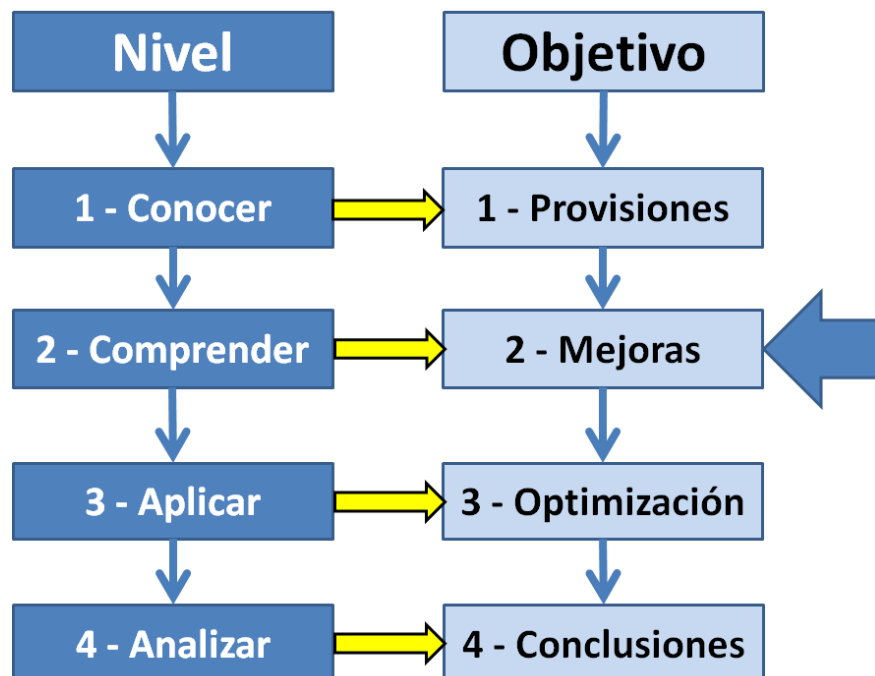 Nivel
Objetivo
1 - Conocer
1 - Provisiones
2 - Comprender
2 - Mejoras
3 - Aplicar
3 - Optimización
4 - Analizar
4 - Conclusiones